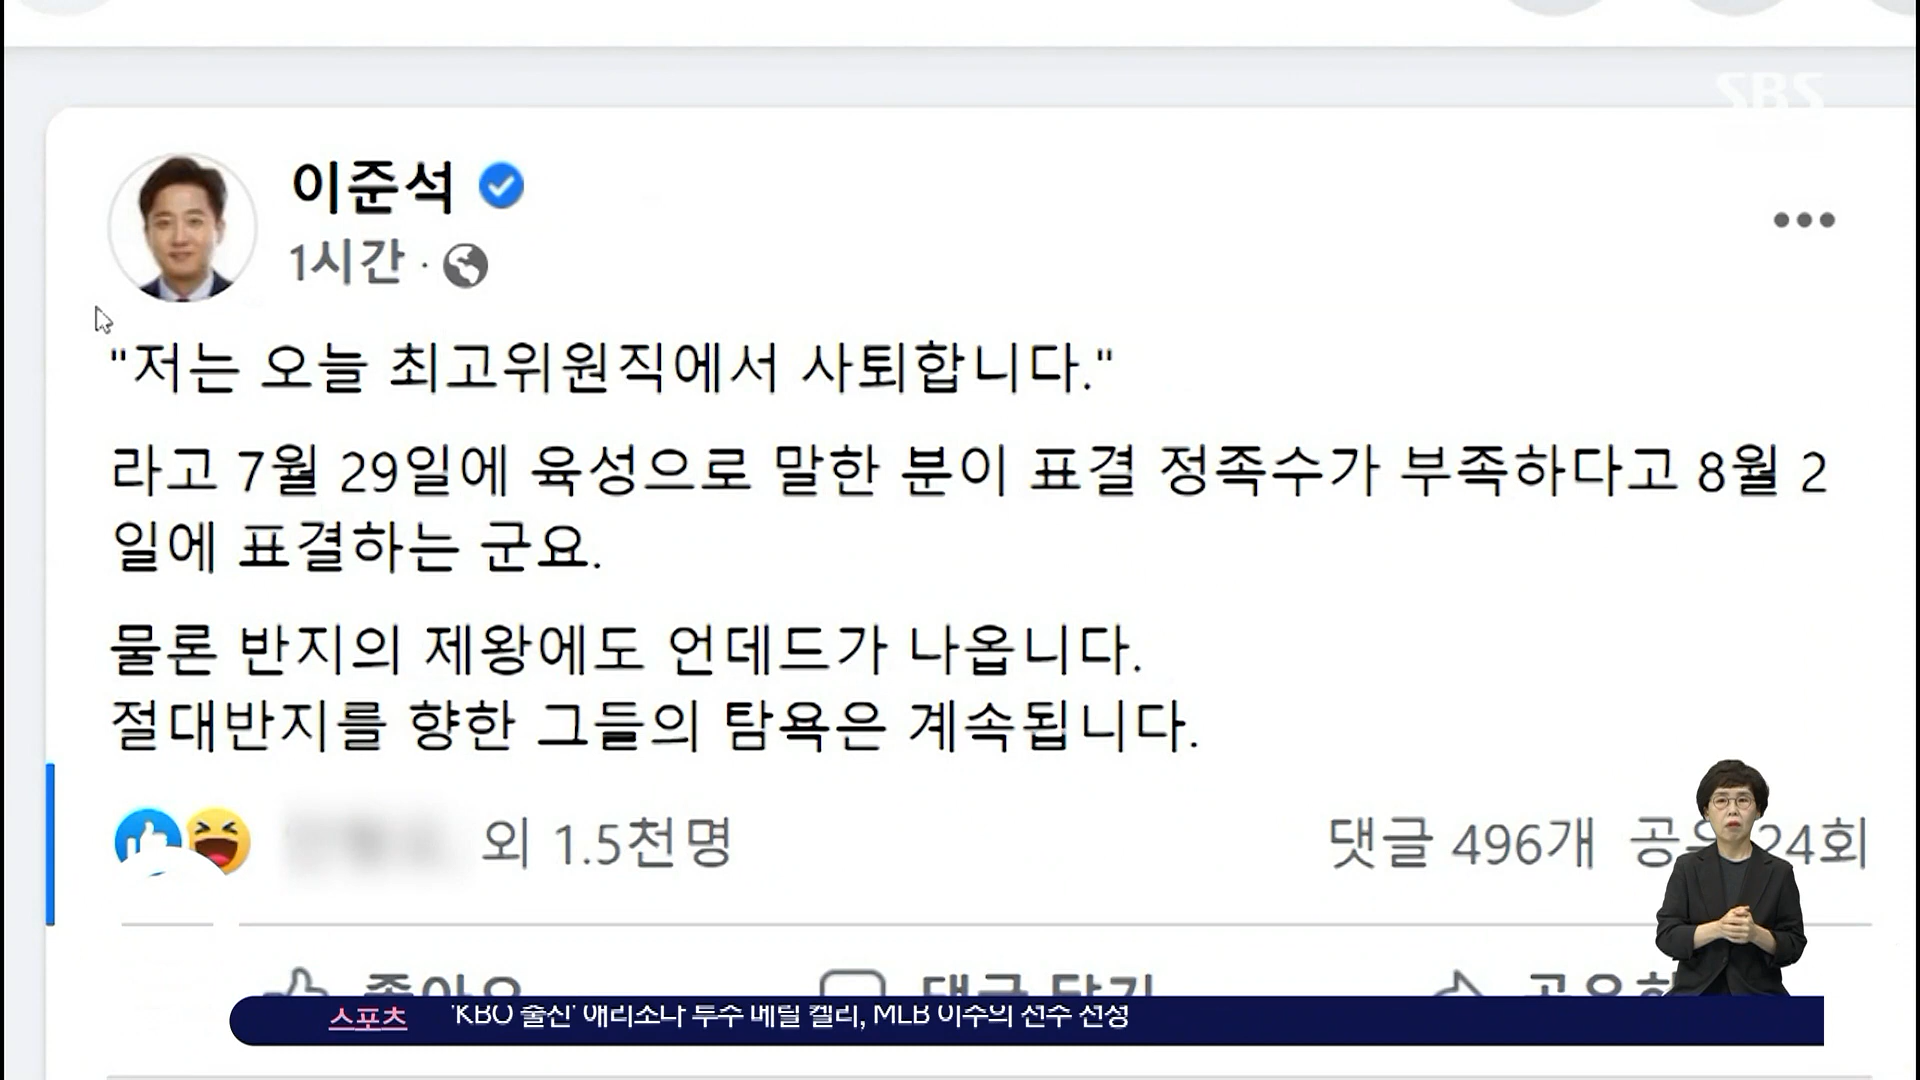 SBS
이준석
1시간 ·
"저는 오늘 최고위원직에서 사퇴합니다."
라고 7월 29일에 육성으로 말한 분이 표결 정족수가 부족하다고 8월 2
일에 표결하는 군요.
물론 반지의 제왕에도 언데드가 나옵니다.
절대반지를 향한 그들의 탐욕은 계속됩니다.
외 1.5천명
댓글 496개 공유 24회
좋아요 댓글 달기
스포츠 'KBO 출신' 애리조나 투수 메릴 켈리, MLB 이주의 선수 선정